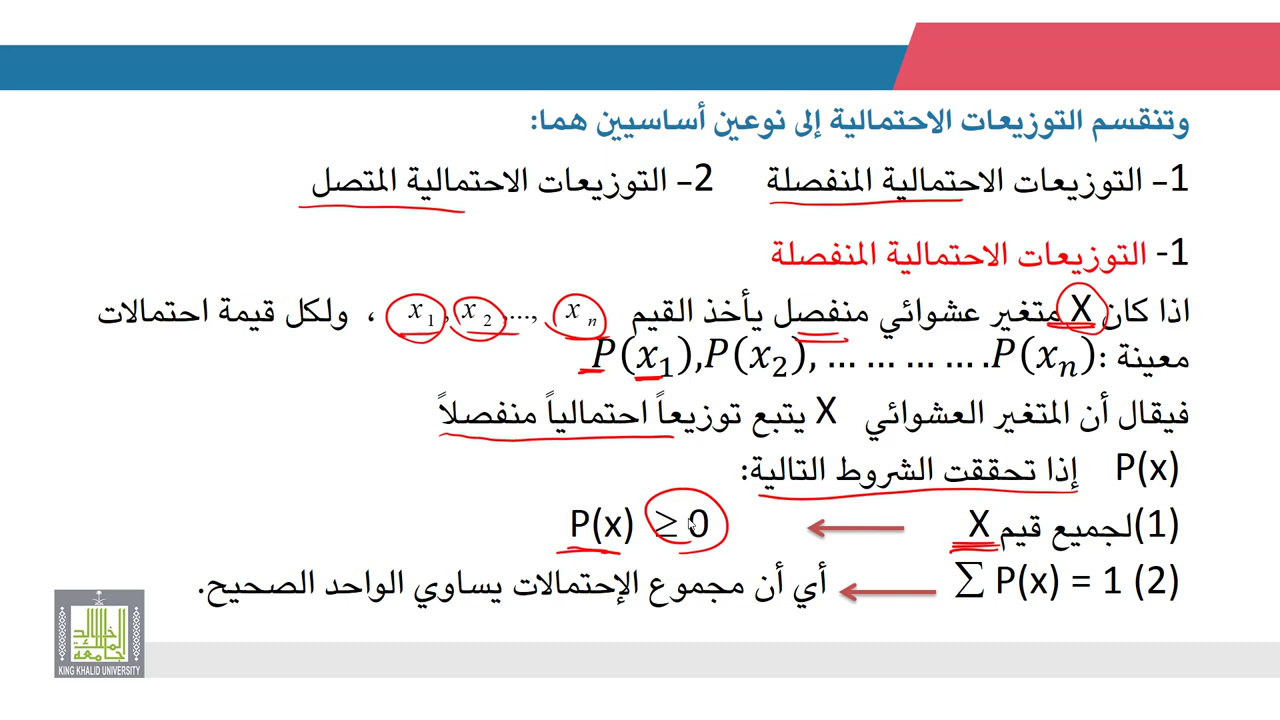 وتنقسم التوزيعات الاحتمالية إلى نوعين أساسيين هما:
1– التوزيعات الاحتمالية المنفصلة 2– التوزيعات الاحتمالية المتصل
1- التوزيعات الاحتمالية المنفصلة
اذا كان X متغير عشوائي منفصل يأخذ القيم x1, x2, ..., xn ، ولكل قيمة احتمالات
معينة : P(x1),P(x2), … … … ….P(xn)
فيقال أن المتغير العشوائي X يتبع توزيعاً احتمالياً منفصلاً
P(x) إذا تحققت الشروط التالية:
(1)لجميع قيم X P(x) ≥ 0
(2) ∑ P(x) = 1 أي أن مجموع الإحتمالات يساوي الواحد الصحيح.
جامعة الملك خالد
KING KHALID UNIVERSITY